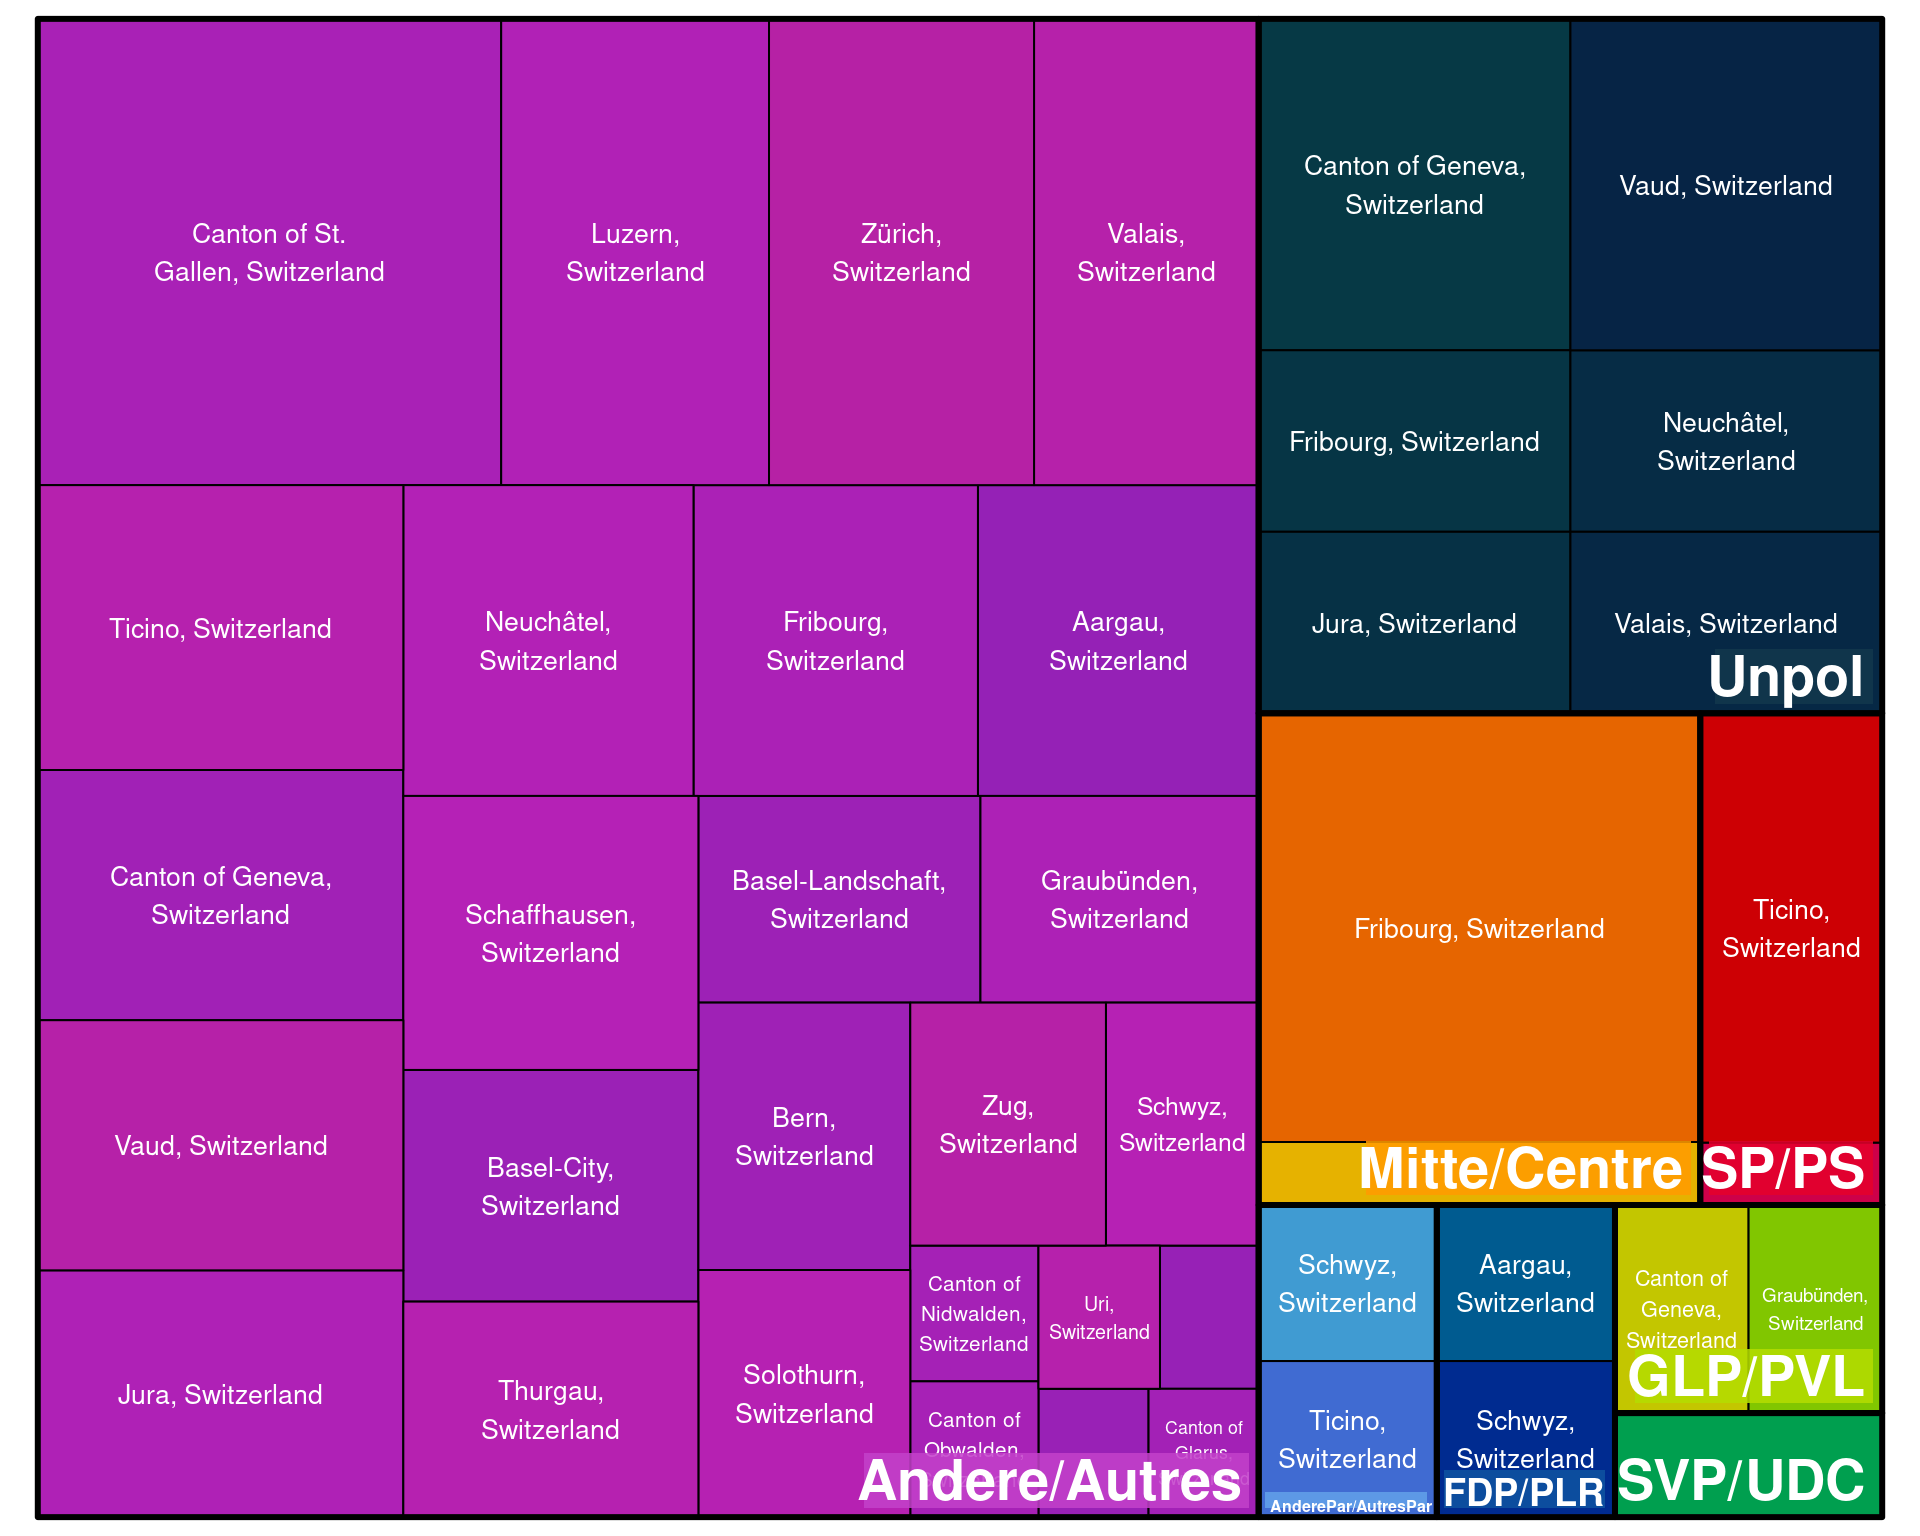 Canton of St.
Gallen, Switzerland
Luzern,
Switzerland
Zürich,
Switzerland
Valais,
Switzerland
Ticino, Switzerland
Neuchâtel,
Switzerland
Fribourg,
Switzerland
Aargau,
Switzerland
Canton of Geneva,
Switzerland
Schaffhausen,
Switzerland
Basel-Landschaft,
Switzerland
Graubünden,
Switzerland
Vaud, Switzerland
Basel-City,
Switzerland
Bern,
Switzerland
Zug,
Switzerland
Schwyz,
Switzerland
Jura, Switzerland
Thurgau,
Switzerland
Solothurn,
Switzerland
Canton of
Nidwalden,
Switzerland
Uri,
Switzerland
Canton of
Obwalden,
Canton of
Glarus,
Andere/Autres
Canton of Geneva,
Switzerland
Vaud, Switzerland
Fribourg, Switzerland
Neuchâtel,
Switzerland
Jura, Switzerland
Valais, Switzerland
Unpol
Fribourg, Switzerland
Mitte/Centre
Ticino,
Switzerland
SP/PS
Schwyz,
Switzerland
Ticino,
Switzerland
AnderePar/AutresPar
Aargau,
Switzerland
Schwyz,
Switzerland
FDP/PLR
Canton of
Geneva,
Switzerland
Graubünden,
Switzerland
GLP/PVL
SVP/UDC